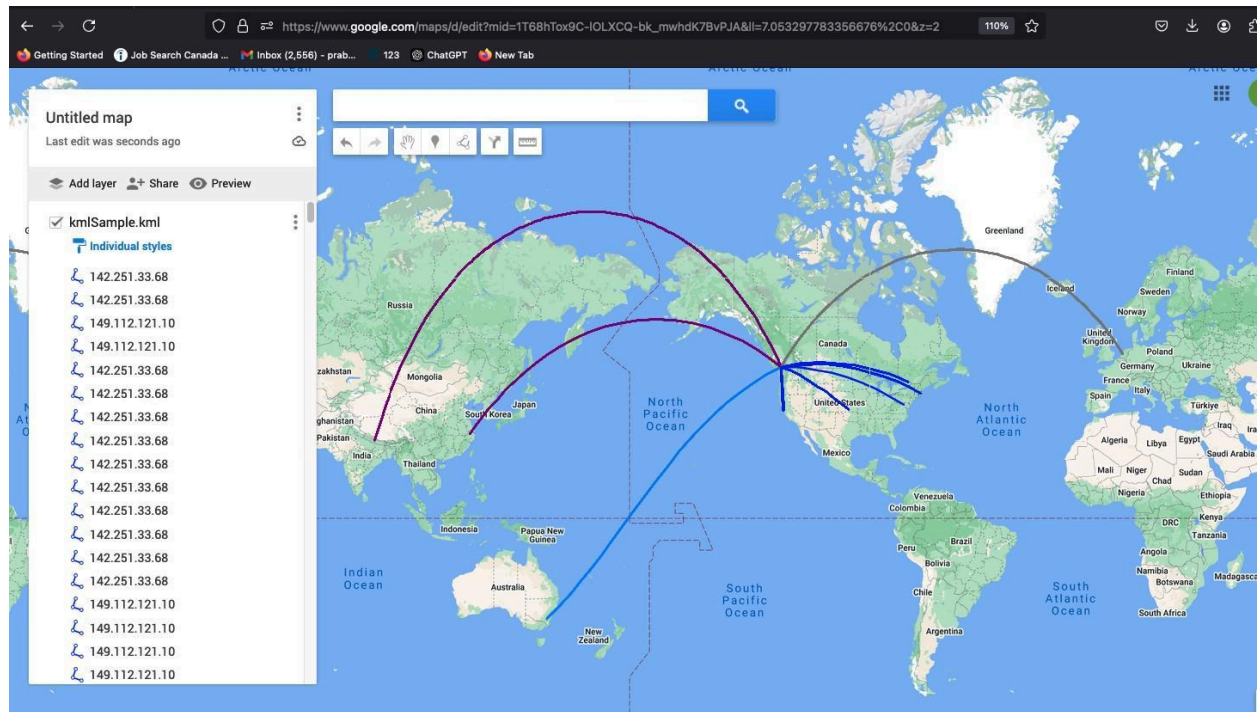 https://www.google.com/maps/d/edit?mid=1T68hTox9C-lOLXCQ-bk_mwhdK7BvPJA&ll=7.053297783356676%2C0&z=2
110%
Getting Started
Job Search Canada ...
Inbox (2,556) - prab...
123
ChatGPT
New Tab
Arctic Ocean
Arctic Ocean
Untitled map
Last edit was seconds ago
Add layer
Share
Preview
kmlSample.kml
Individual styles
142.251.33.68
142.251.33.68
149.112.121.10
149.112.121.10
142.251.33.68
142.251.33.68
142.251.33.68
142.251.33.68
142.251.33.68
142.251.33.68
142.251.33.68
142.251.33.68
142.251.33.68
142.251.33.68
149.112.121.10
149.112.121.10
149.112.121.10
149.112.121.10
Greenland
Iceland
Finland
Sweden
Norway
Russia
United
Kingdom
Canada
Poland
Germany
Ukraine
France
Italy
Spain
Türkiye
zakhstan
Mongolia
China
South Korea
Japan
ghanistan
Pakistan
India
Thailand
North
Pacific
Ocean
United States
Mexico
North
Atlantic
Ocean
Iraq
Algeria
Libya
Egypt
Saudi Arabia
Mali
Niger
Chad
Sudan
Nigeria
Ethiopia
Venezuela
Colombia
DRC
Kenya
Tanzania
Indonesia
Papua New
Guinea
Peru
Brazil
Bolivia
Angola
Namibia
Botswana
Madagasca
Indian
Ocean
Australia
South
Pacific
Ocean
Chile
South
Atlantic
Ocean
South Africa
New
Zealand
Argentina